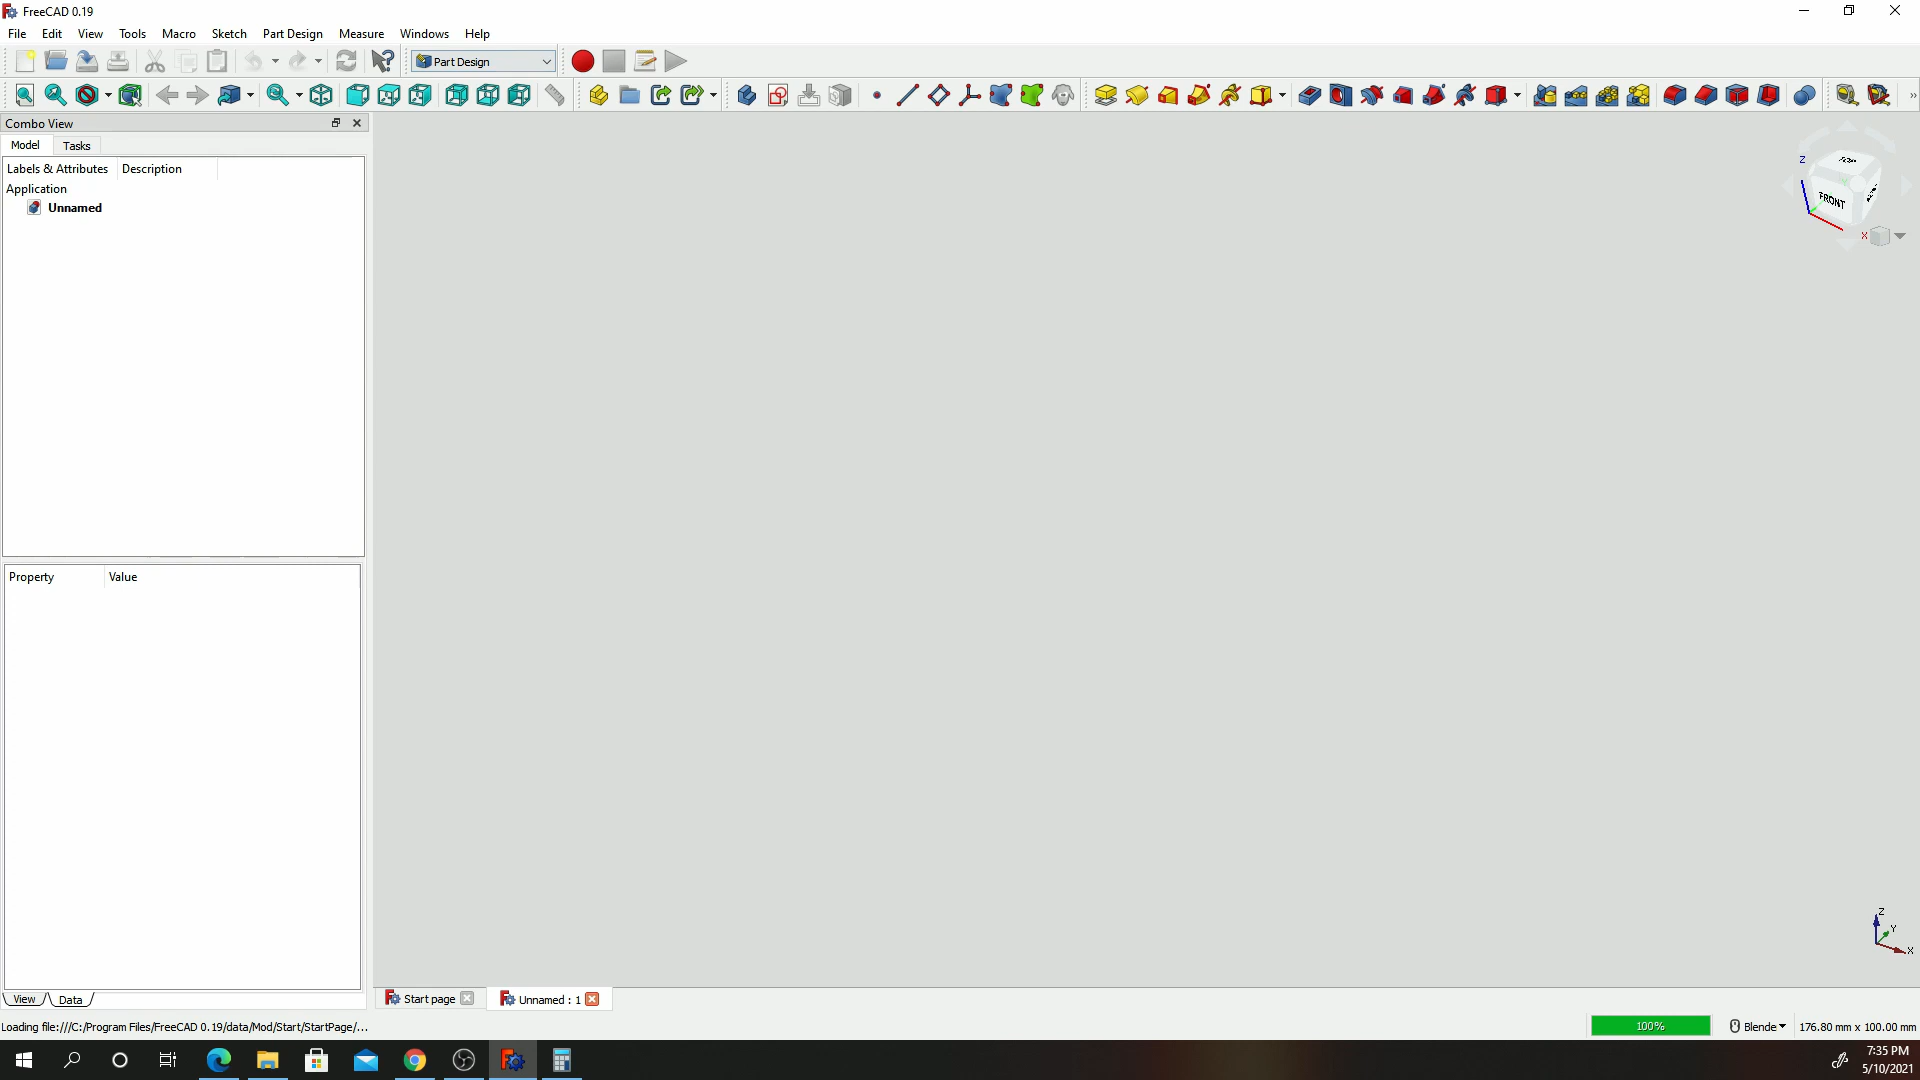 FreeCAD 0.19
File Edit View Tools Macro Sketch Part Design Measure Windows Help
Part Design
Combo View
Model Tasks
Labels & Attributes Description
Application
Unnamed
Z
FRONT
X
Property Value
Z
Y
X
View Data
Start page Unnamed : 1
Loading file:///C:/Program Files/FreeCAD 0.19/data/Mod/Start/StartPage/...
100% Blende 176.80 mm x 100.00 mm
7:35 PM
5/10/2021